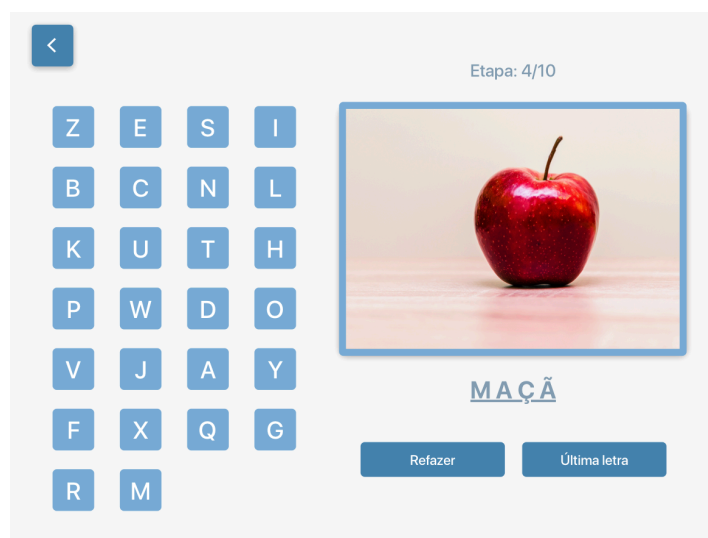 Etapa: 4/10
Z E S I
B C N L
K U T H
P W D O
V J A Y
F X Q G
R M
MAÇÃ
Refazer Última letra